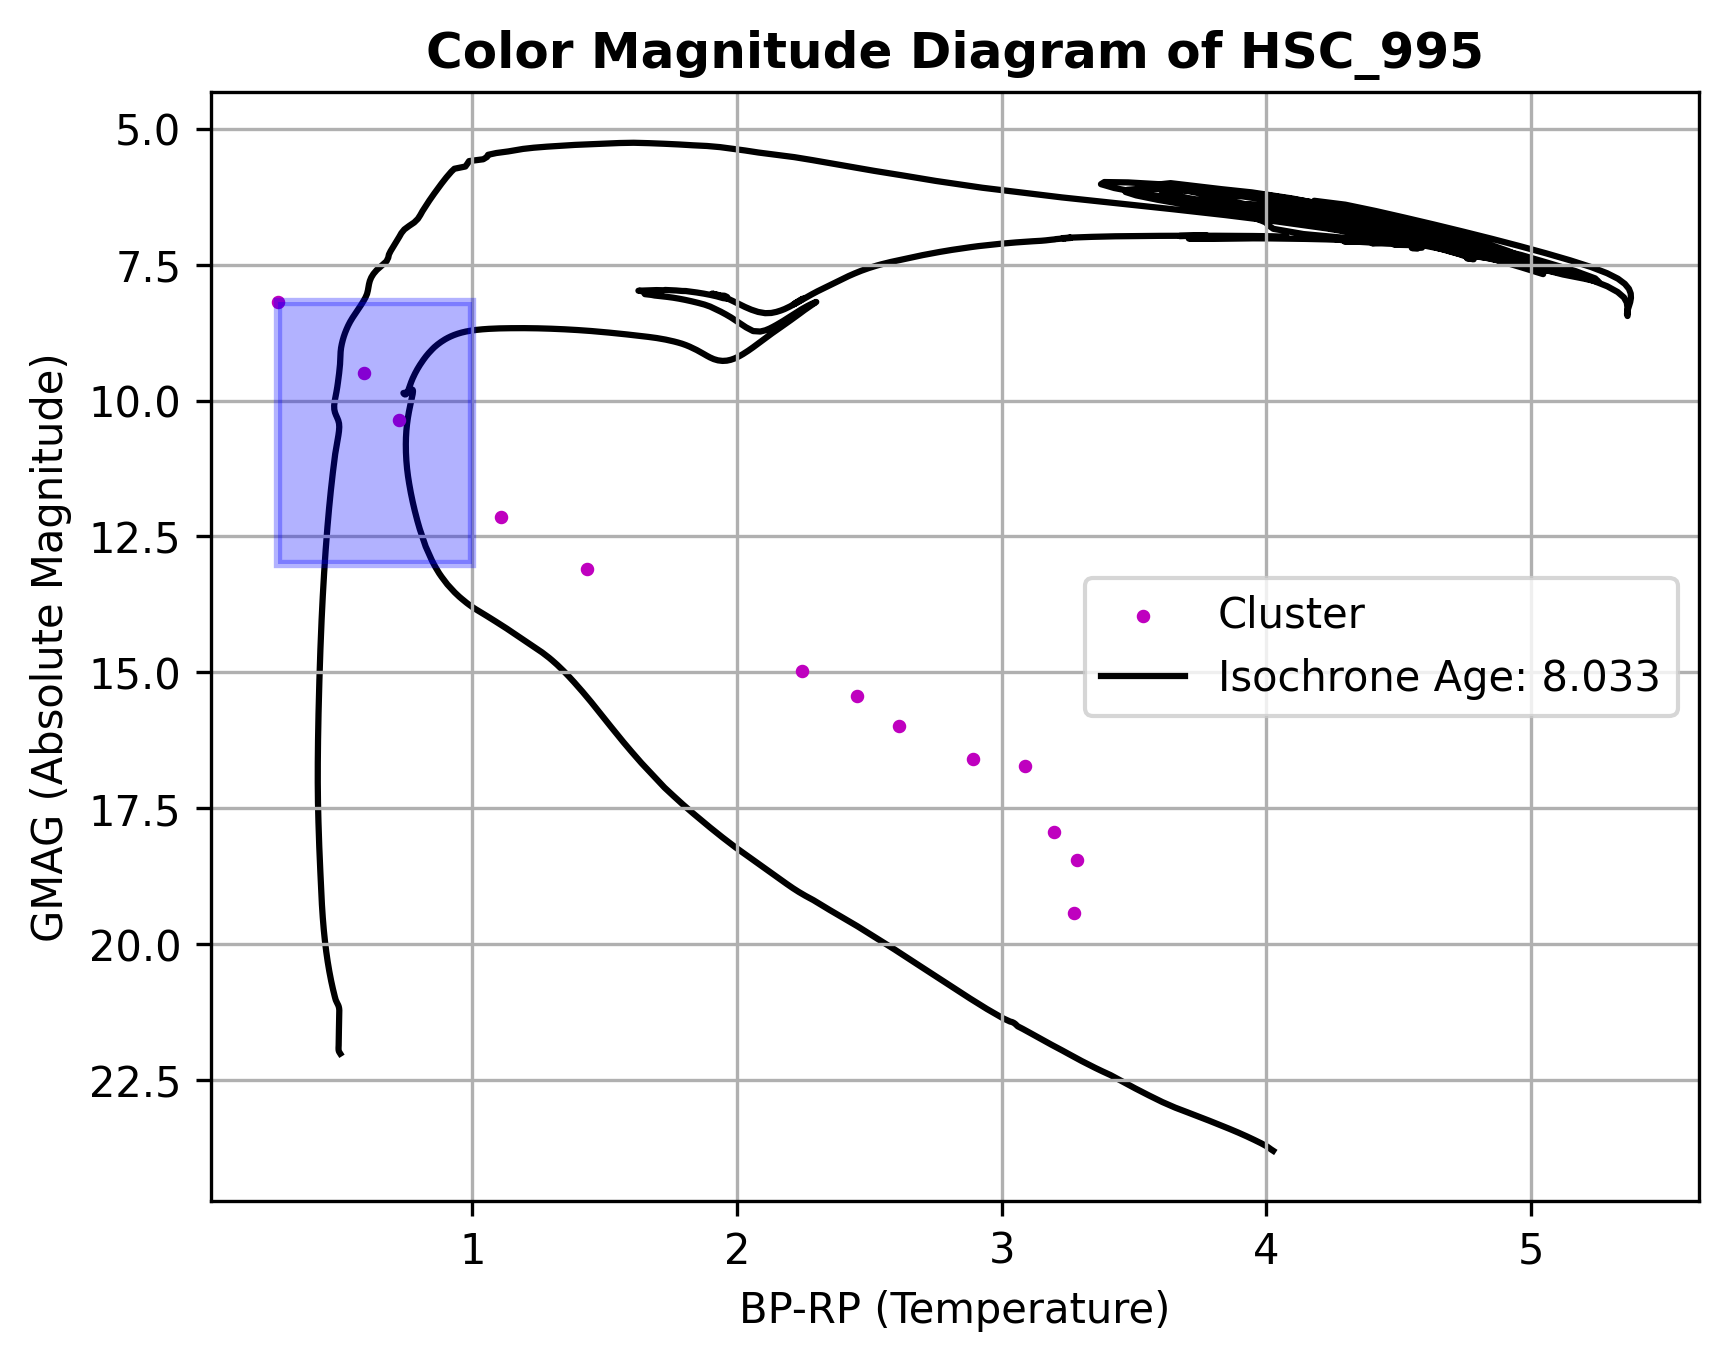 Color Magnitude Diagram of HSC_995
GMAG (Absolute Magnitude)
5.0
7.5
10.0
12.5
15.0
17.5
20.0
22.5
Cluster
Isochrone Age: 8.033
1
2
3
4
5
BP-RP (Temperature)